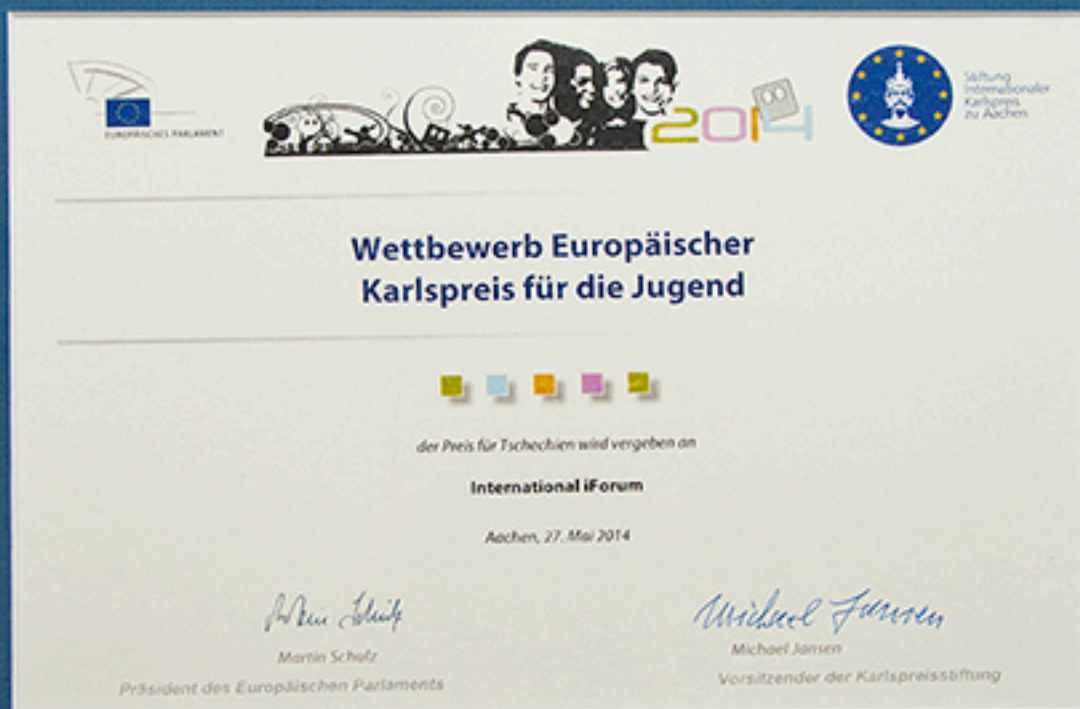 EUROPÄISCHES PARLAMENT
2014
Stiftung
Internationaler
Karlspreis
zu Aachen
Wettbewerb Europäischer
Karlspreis für die Jugend
der Preis für Tschechien wird vergeben an
International iForum
Aachen, 27. Mai 2014
Martin Schulz
Michael Jansen
Martin Schulz
Michael Jansen
Präsident des Europäischen Parlaments
Vorsitzender der Karlspreisstiftung